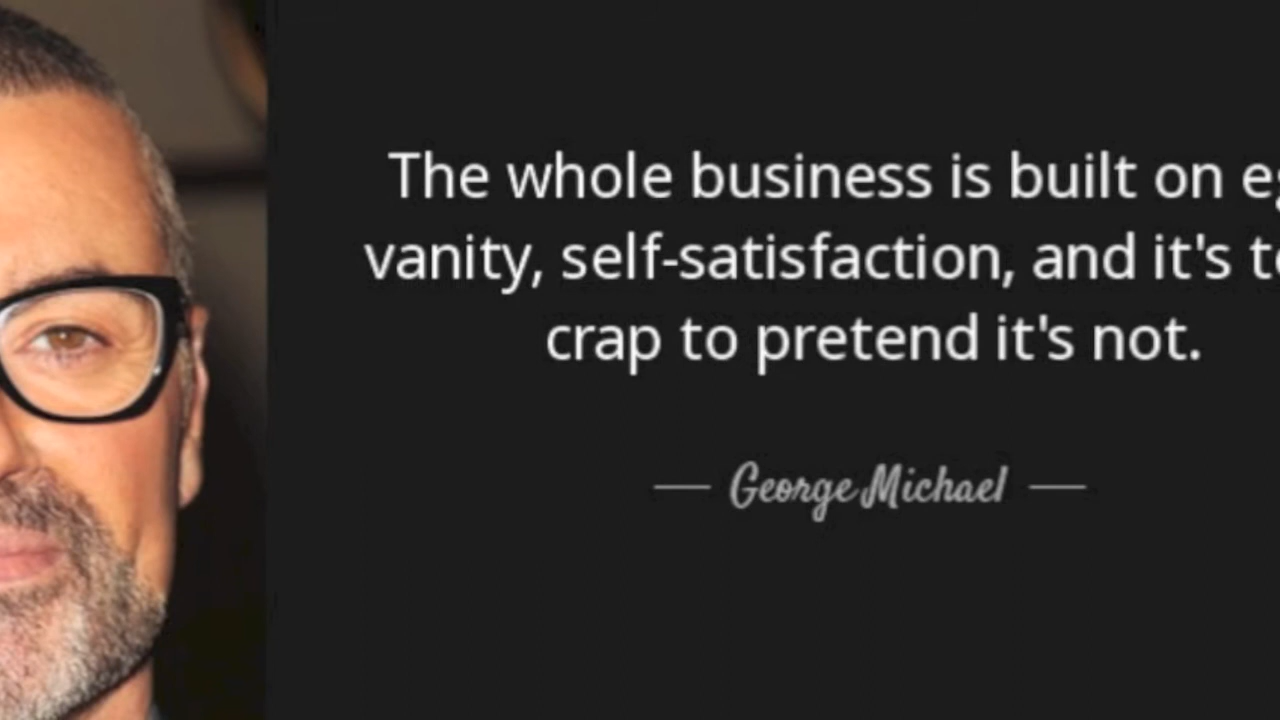 The whole business is built on
vanity, self-satisfaction, and it's
crap to pretend it's not.
George Michael